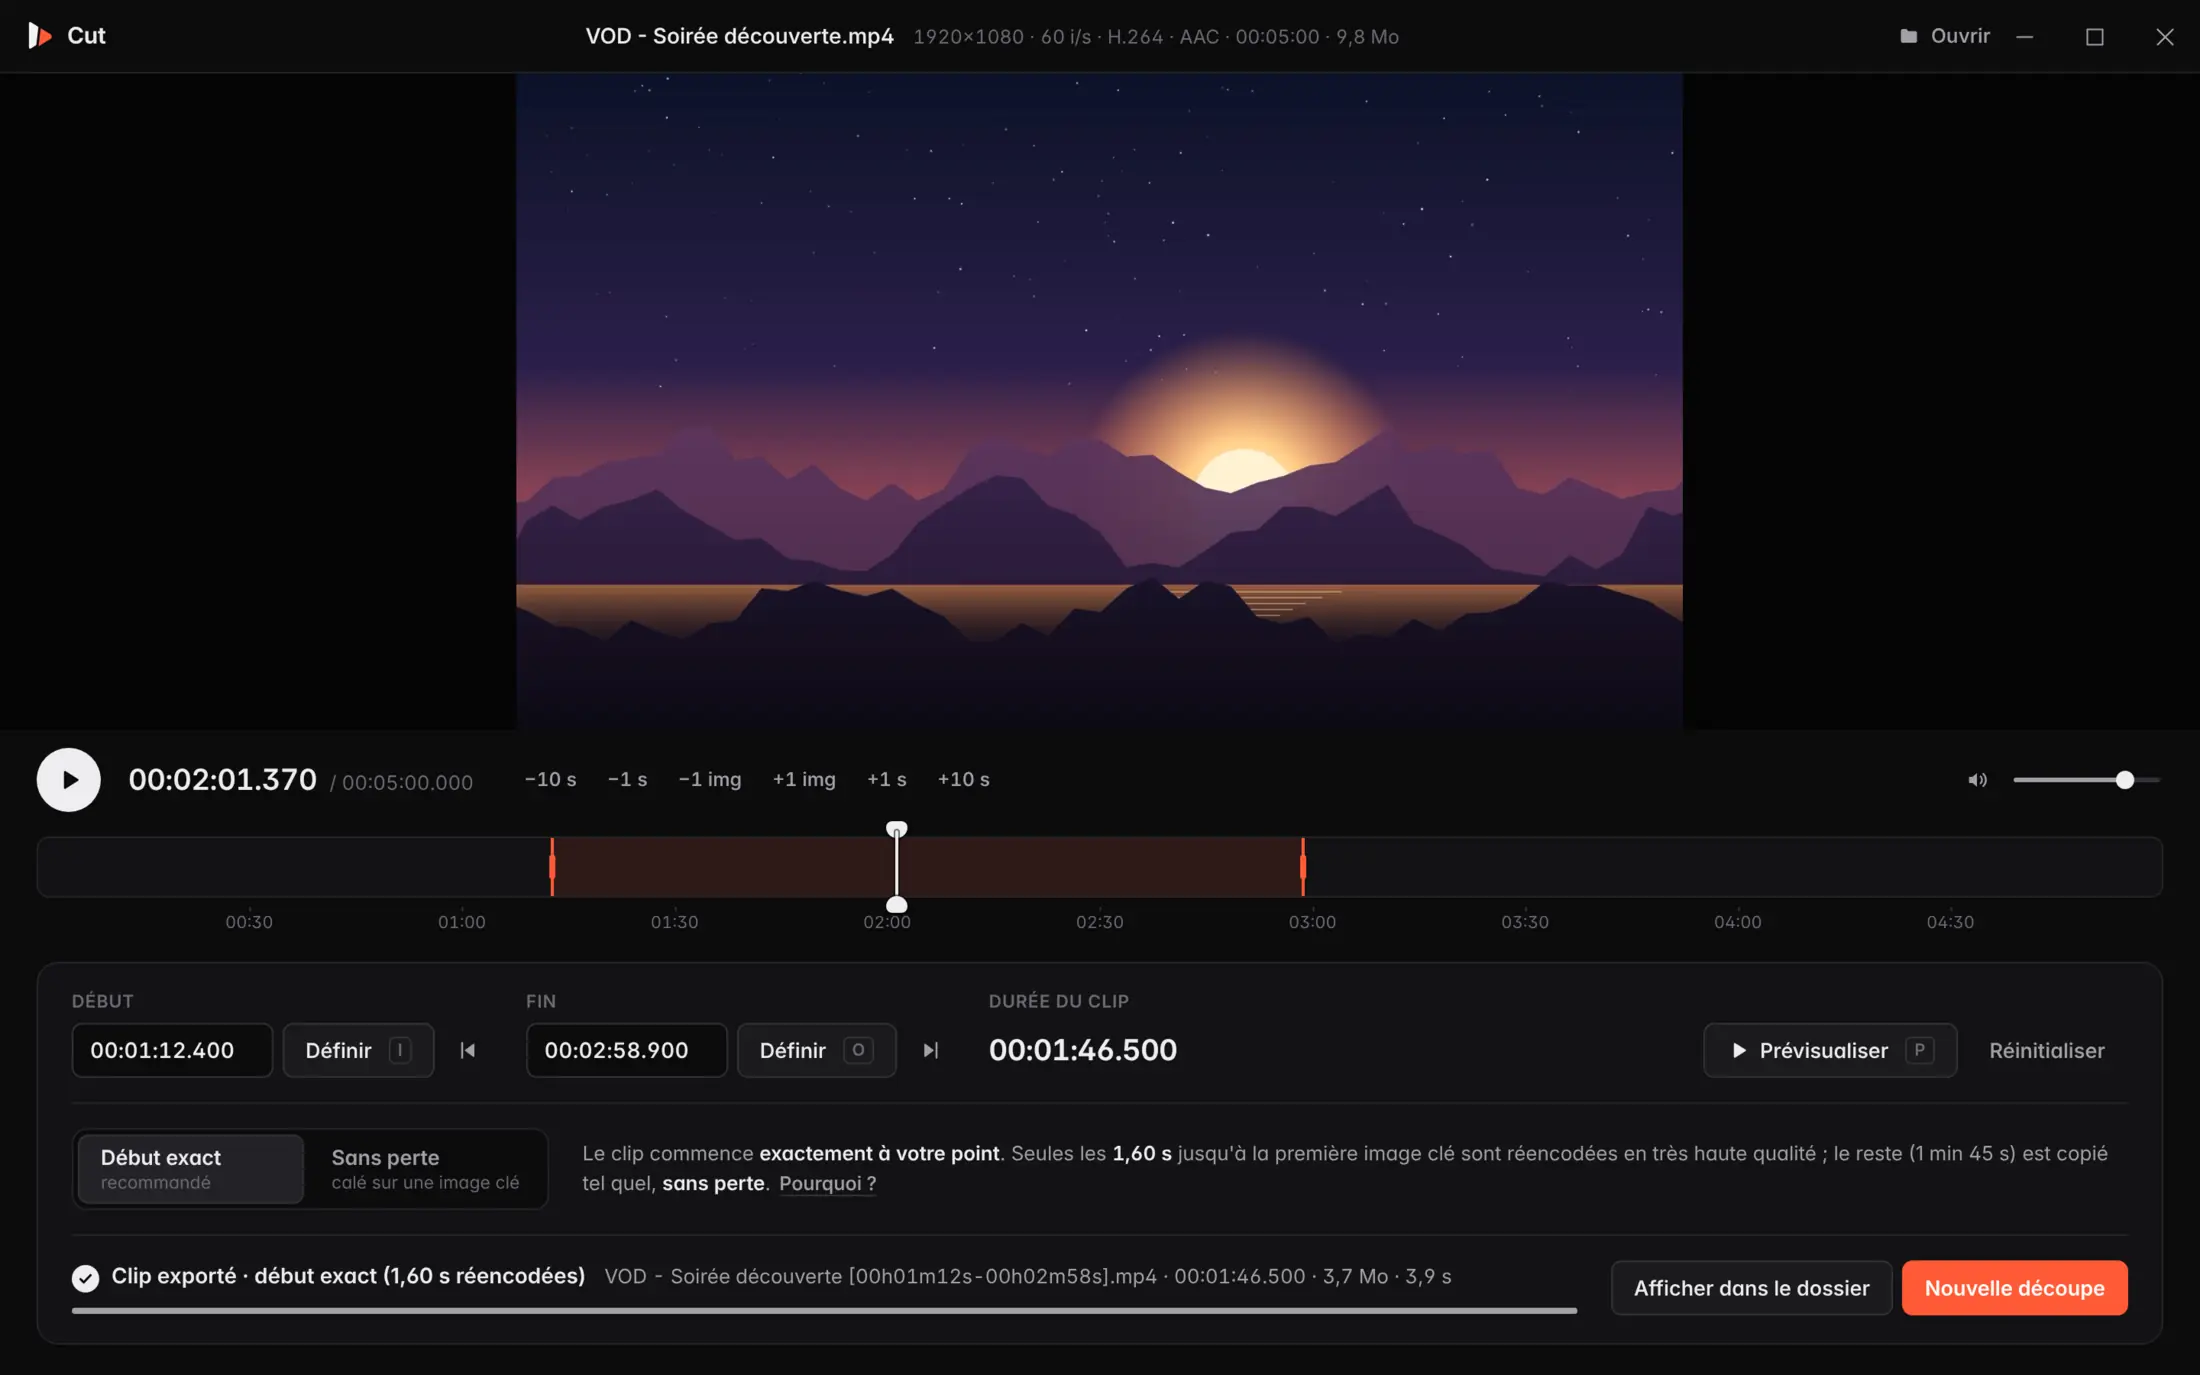 Cut
VOD - Soirée découverte.mp4 1920×1080 · 60 i/s · H.264 · AAC · 00:05:00 · 9,8 Mo
Ouvrir
00:02:01.370 / 00:05:00.000
−10 s −1 s −1 img +1 img +1 s +10 s
00:30 01:00 01:30 02:00 02:30 03:00 03:30 04:00 04:30
DÉBUT FIN DURÉE DU CLIP
00:01:12.400 Définir I 00:02:58.900 Définir O 00:01:46.500 Prévisualiser P Réinitialiser
Début exact
recommandé
Sans perte
calé sur une image clé
Le clip commence exactement à votre point. Seules les 1,60 s jusqu'à la première image clé sont réencodées en très haute qualité ; le reste (1 min 45 s) est copié
tel quel, sans perte. Pourquoi ?
Clip exporté · début exact (1,60 s réencodées) VOD - Soirée découverte [00h01m12s-00h02m58s].mp4 · 00:01:46.500 · 3,7 Mo · 3,9 s
Afficher dans le dossier Nouvelle découpe